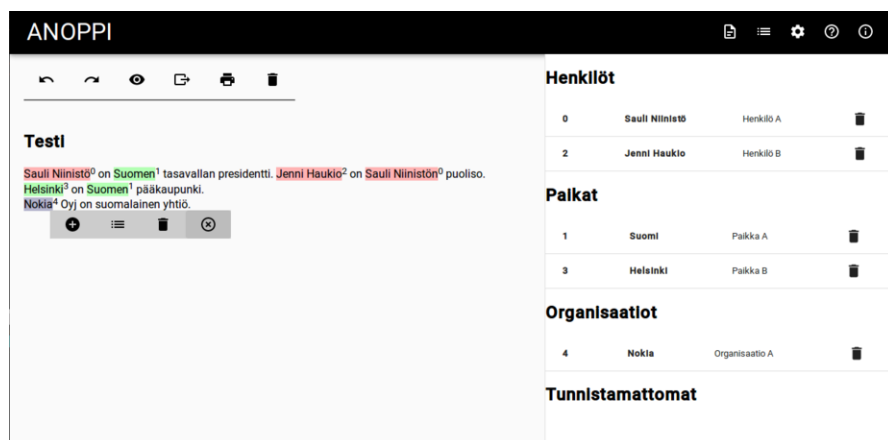 ANOPPI
Testi
Sauli Niinistö⁰ on Suomen¹ tasavallan presidentti. Jenni Haukio² on Sauli Niinistön⁰ puoliso.
Helsinki³ on Suomen¹ pääkaupunki.
Nokia⁴ Oyj on suomalainen yhtiö.
Henkilöt
0 Sauli Niinistö Henkilö A
2 Jenni Haukio Henkilö B
Paikat
1 Suomi Paikka A
3 Helsinki Paikka B
Organisaatiot
4 Nokia Organisaatio A
Tunnistamattomat